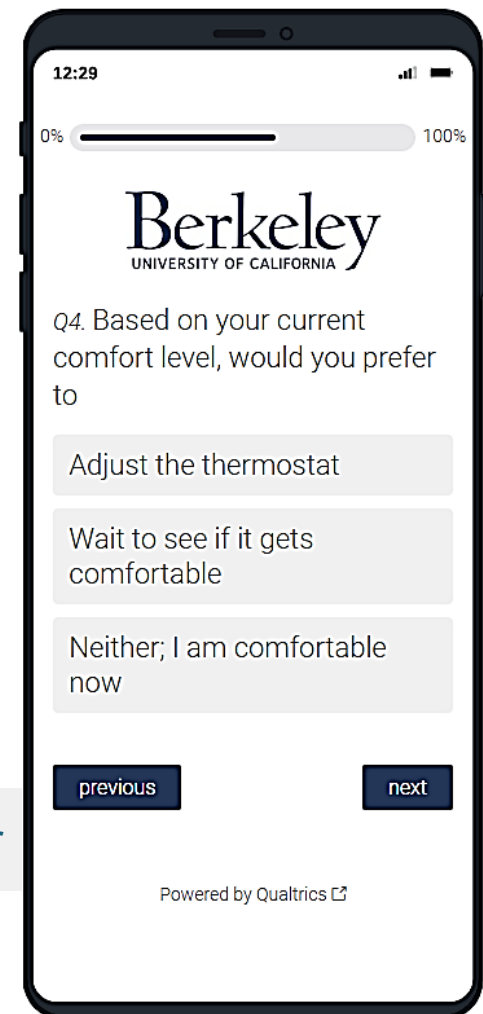 12:29
0% 100%
Berkeley
UNIVERSITY OF CALIFORNIA
Q4. Based on your current
comfort level, would you prefer
to
Adjust the thermostat
Wait to see if it gets
comfortable
Neither; I am comfortable
now
previous next
Powered by Qualtrics